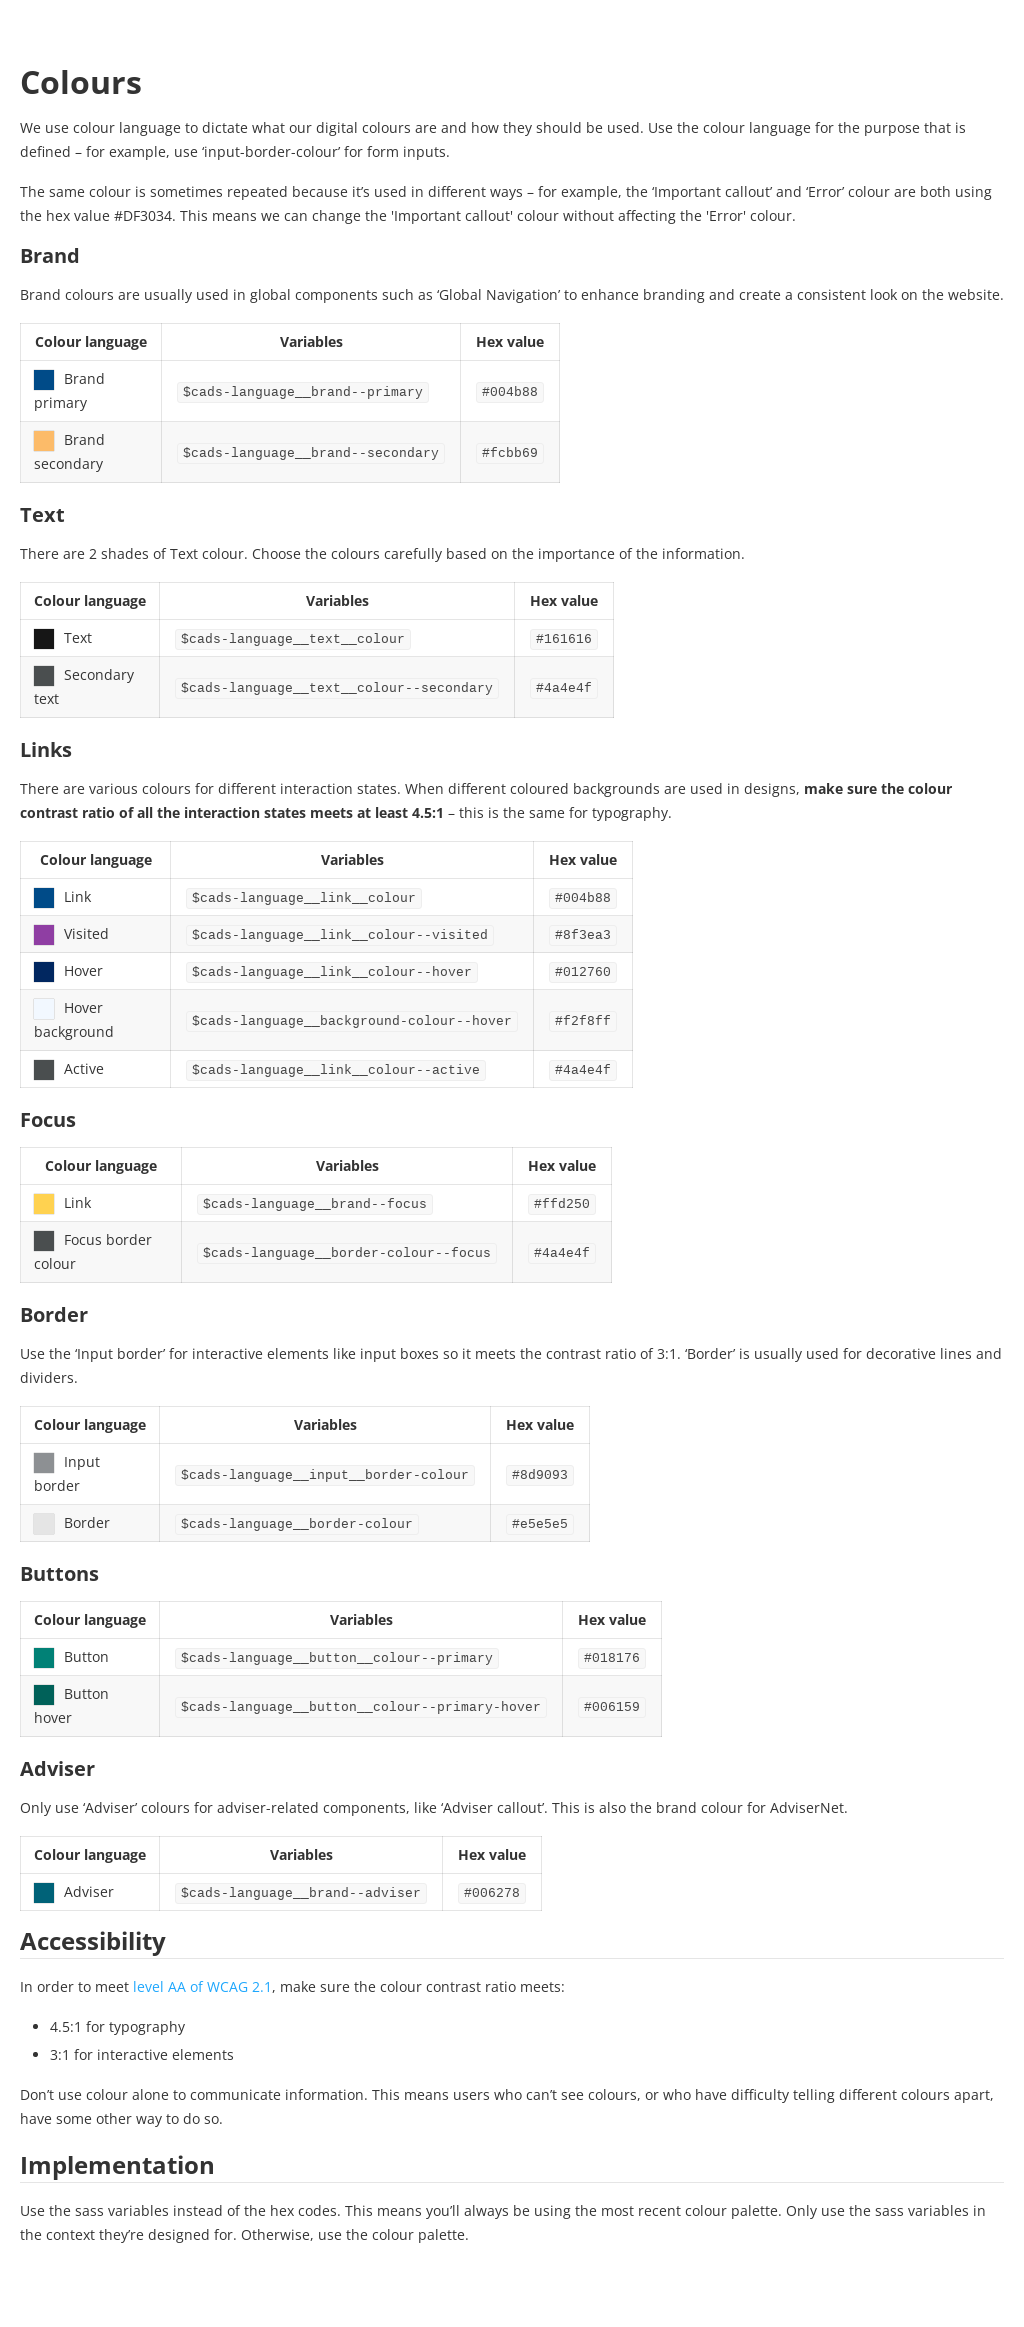 Colours
We use colour language to dictate what our digital colours are and how they should be used. Use the colour language for the purpose that is
defined – for example, use ‘input-border-colour’ for form inputs.
The same colour is sometimes repeated because it’s used in different ways – for example, the ‘Important callout’ and ‘Error’ colour are both using
the hex value #DF3034. This means we can change the 'Important callout' colour without affecting the 'Error' colour.
Brand
Brand colours are usually used in global components such as ‘Global Navigation’ to enhance branding and create a consistent look on the website.
Colour language Variables Hex value
Brand
primary $cads-language__brand--primary #004b88
Brand
secondary $cads-language__brand--secondary #fcbb69
Text
There are 2 shades of Text colour. Choose the colours carefully based on the importance of the information.
Colour language Variables Hex value
Text $cads-language__text__colour #161616
Secondary
text $cads-language__text__colour--secondary #4a4e4f
Links
There are various colours for different interaction states. When different coloured backgrounds are used in designs, make sure the colour
contrast ratio of all the interaction states meets at least 4.5:1 – this is the same for typography.
Colour language Variables Hex value
Link $cads-language__link__colour #004b88
Visited $cads-language__link__colour--visited #8f3ea3
Hover $cads-language__link__colour--hover #012760
Hover
background $cads-language__background-colour--hover #f2f8ff
Active $cads-language__link__colour--active #4a4e4f
Focus
Colour language Variables Hex value
Link $cads-language__brand--focus #ffd250
Focus border
colour $cads-language__border-colour--focus #4a4e4f
Border
Use the ‘Input border’ for interactive elements like input boxes so it meets the contrast ratio of 3:1. ‘Border’ is usually used for decorative lines and
dividers.
Colour language Variables Hex value
Input
border $cads-language__input__border-colour #8d9093
Border $cads-language__border-colour #e5e5e5
Buttons
Colour language Variables Hex value
Button $cads-language__button__colour--primary #018176
Button
hover $cads-language__button__colour--primary-hover #006159
Adviser
Only use ‘Adviser’ colours for adviser-related components, like ‘Adviser callout’. This is also the brand colour for AdviserNet.
Colour language Variables Hex value
Adviser $cads-language__brand--adviser #006278
Accessibility
In order to meet level AA of WCAG 2.1, make sure the colour contrast ratio meets:
• 4.5:1 for typography
• 3:1 for interactive elements
Don’t use colour alone to communicate information. This means users who can’t see colours, or who have difficulty telling different colours apart,
have some other way to do so.
Implementation
Use the sass variables instead of the hex codes. This means you’ll always be using the most recent colour palette. Only use the sass variables in
the context they’re designed for. Otherwise, use the colour palette.